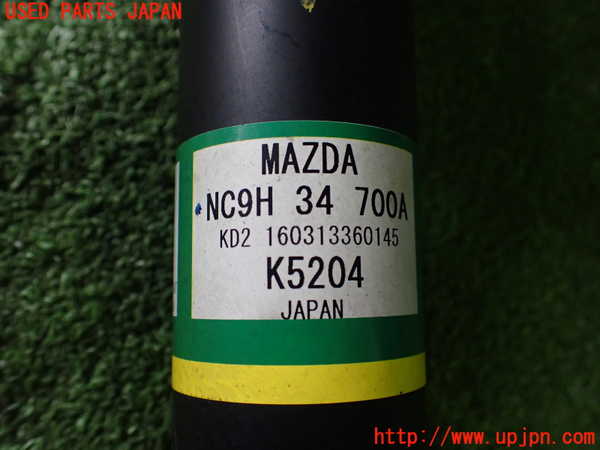 USED PARTS JAPAN
MAZDA
NC9H 34 700A
KD2 160313360145
K5204
JAPAN
http://www.upjpn.com